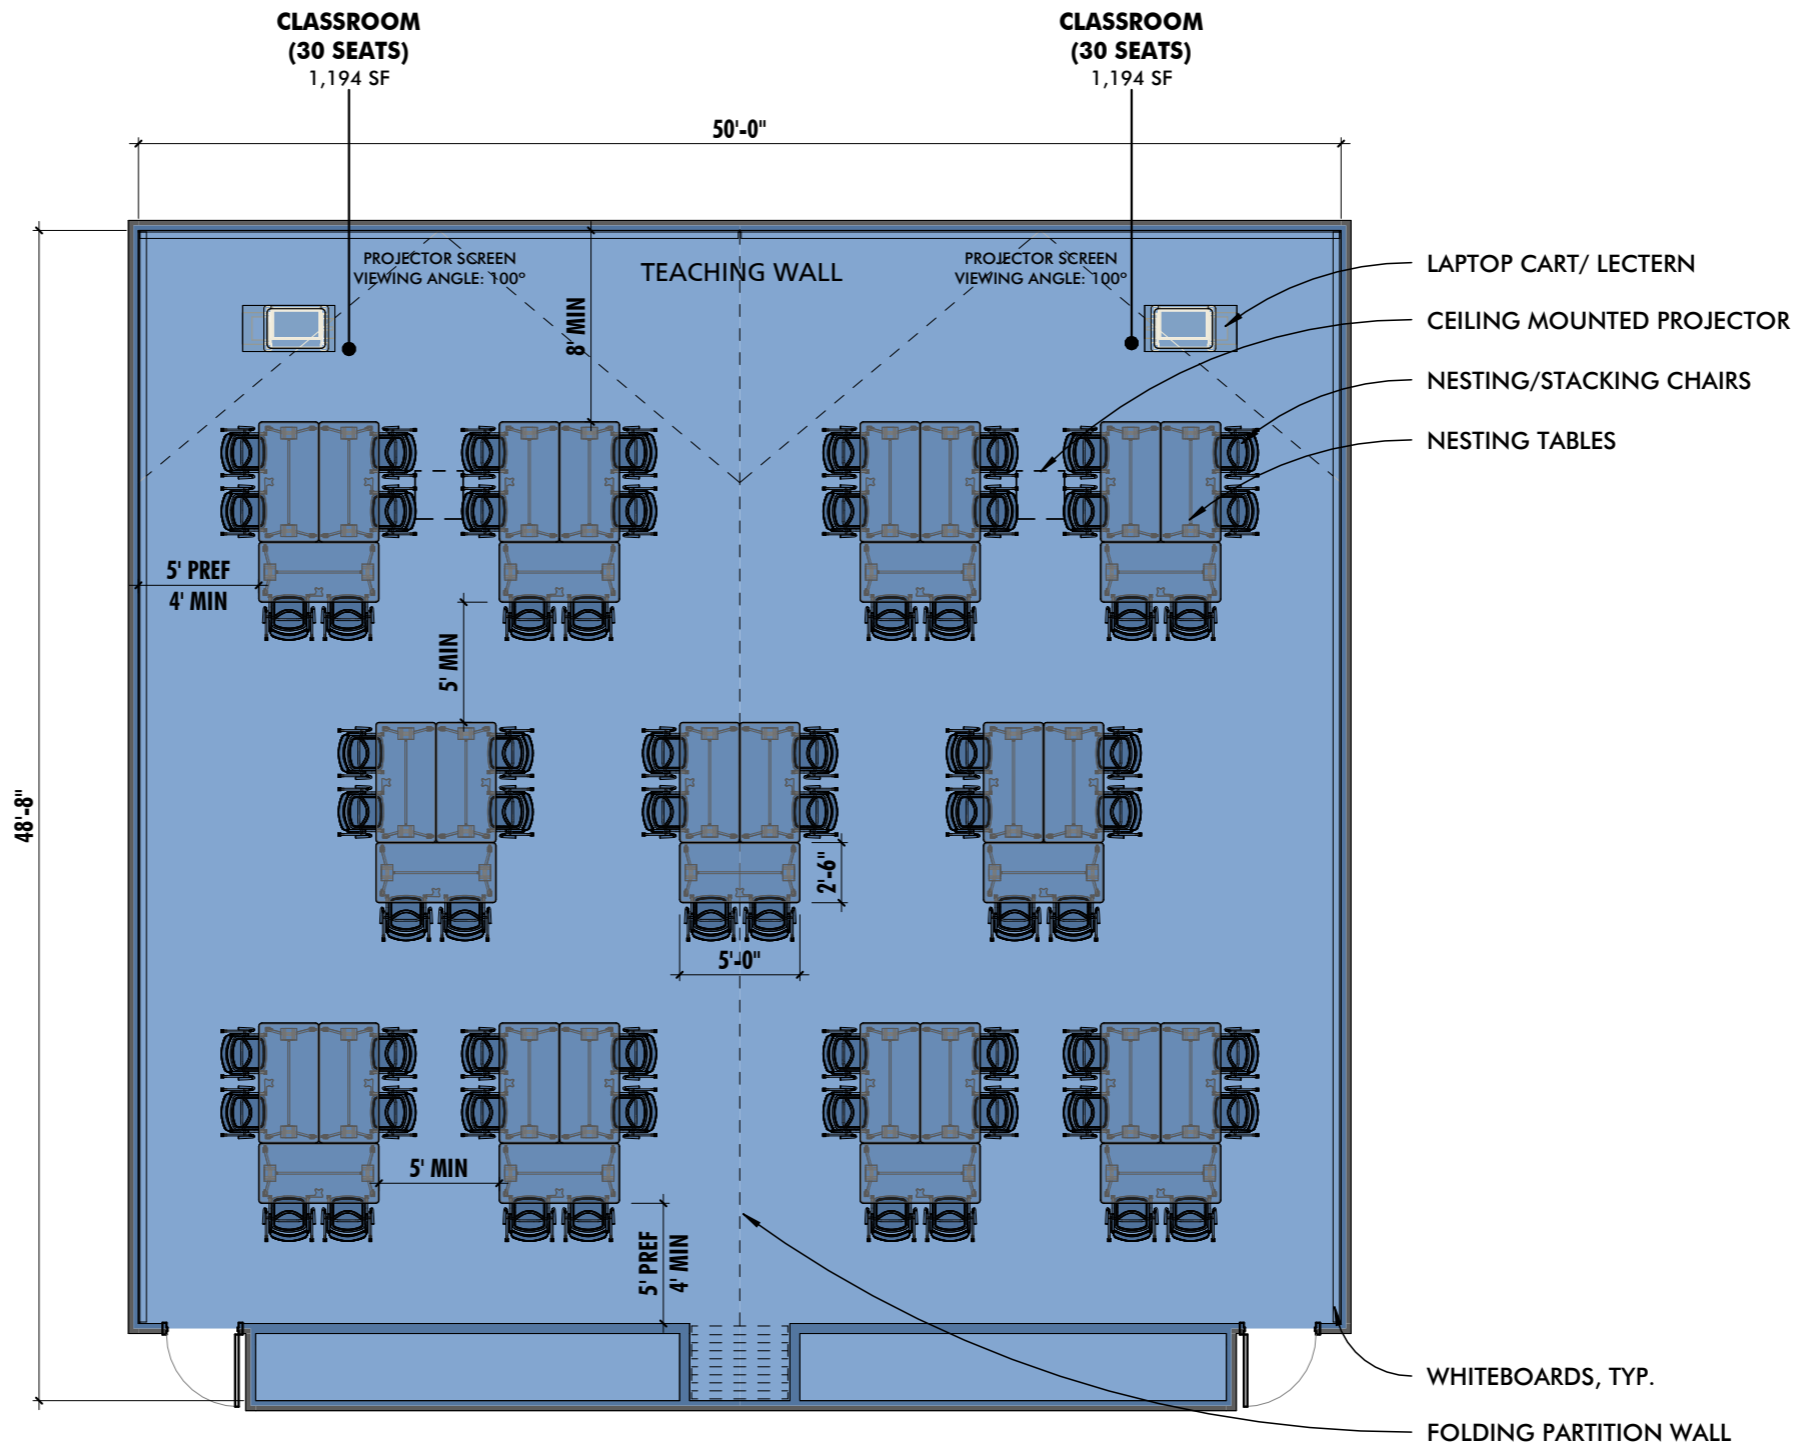 CLASSROOM
(30 SEATS)
1,194 SF
CLASSROOM
(30 SEATS)
1,194 SF
50'-0"
PROJECTOR SCREEN
VIEWING ANGLE: 100°
TEACHING WALL
PROJECTOR SCREEN
VIEWING ANGLE: 100°
LAPTOP CART/ LECTERN
8' MIN
CEILING MOUNTED PROJECTOR
NESTING/STACKING CHAIRS
NESTING TABLES
5' PREF
4' MIN
5' MIN
48'-8"
2'-6"
5'-0"
5' MIN
5' PREF
4' MIN
WHITEBOARDS, TYP.
FOLDING PARTITION WALL